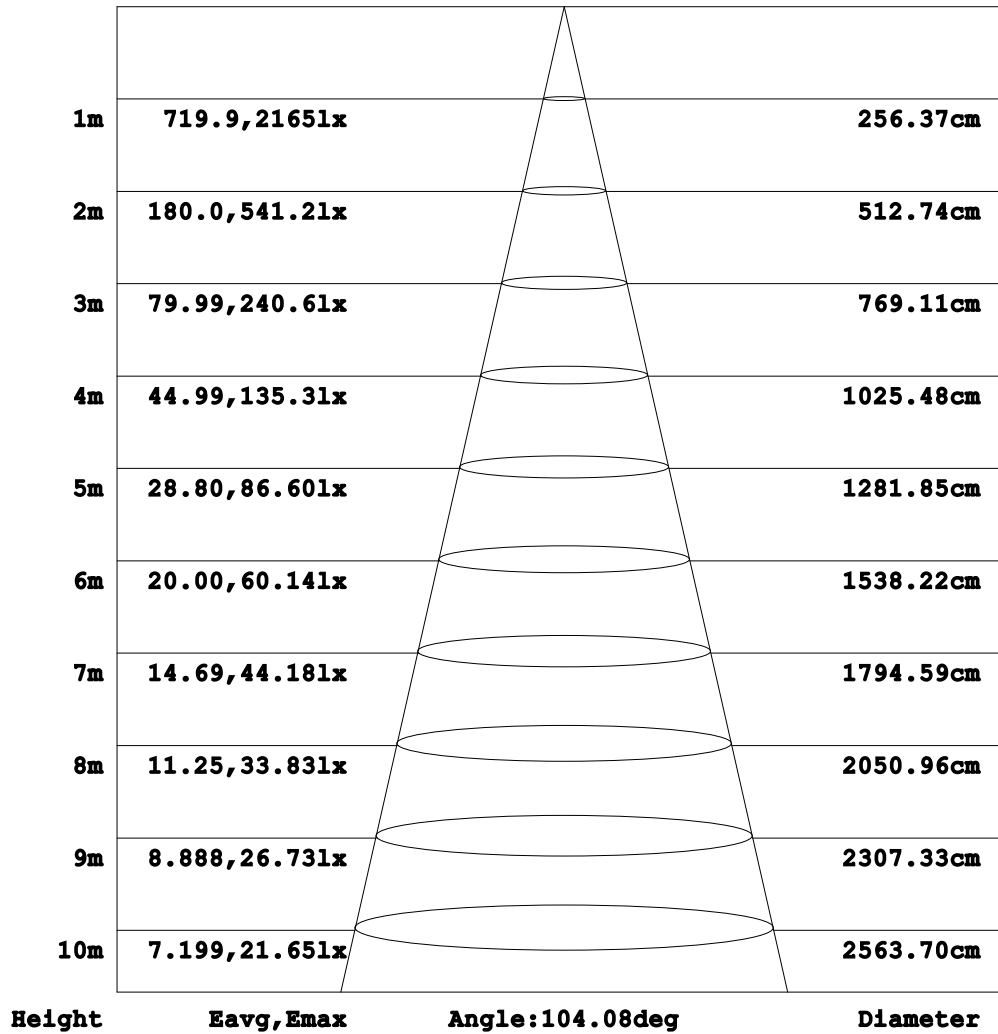 1m 719.9,2165lx 256.37cm
2m 180.0,541.2lx 512.74cm
3m 79.99,240.6lx 769.11cm
4m 44.99,135.3lx 1025.48cm
5m 28.80,86.60lx 1281.85cm
6m 20.00,60.14lx 1538.22cm
7m 14.69,44.18lx 1794.59cm
8m 11.25,33.83lx 2050.96cm
9m 8.888,26.73lx 2307.33cm
10m 7.199,21.65lx 2563.70cm
Height Eavg,Emax Angle:104.08deg Diameter